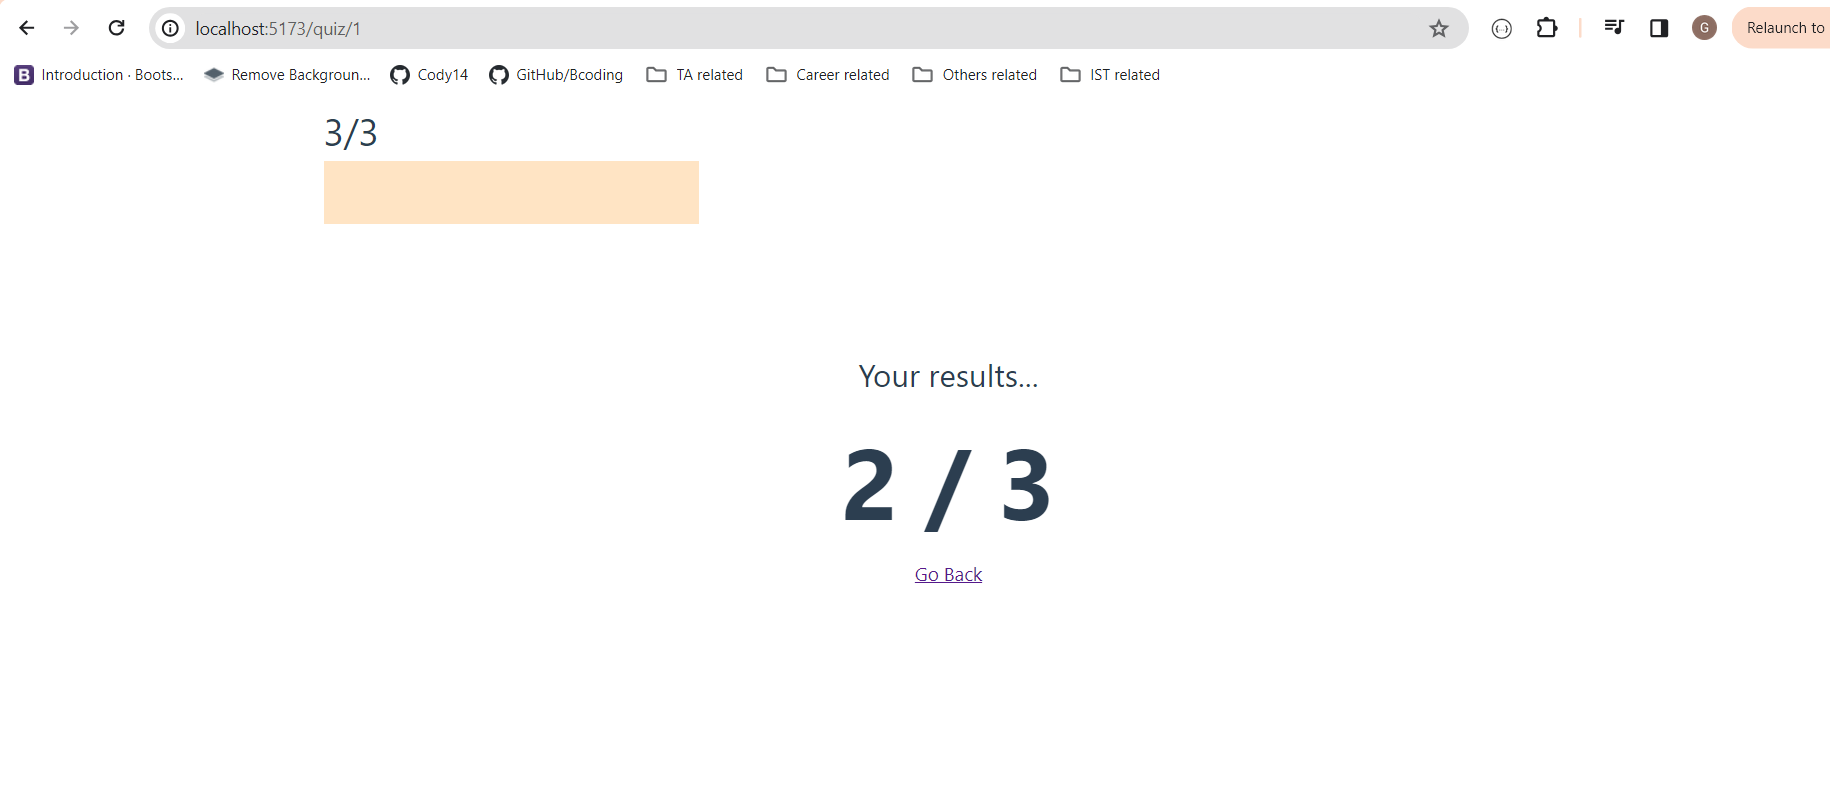 localhost:5173/quiz/1
G
Relaunch to
B Introduction · Boots... Remove Backgroun... Cody14 GitHub/Bcoding TA related Career related Others related IST related
3/3
Your results...
2 / 3
Go Back